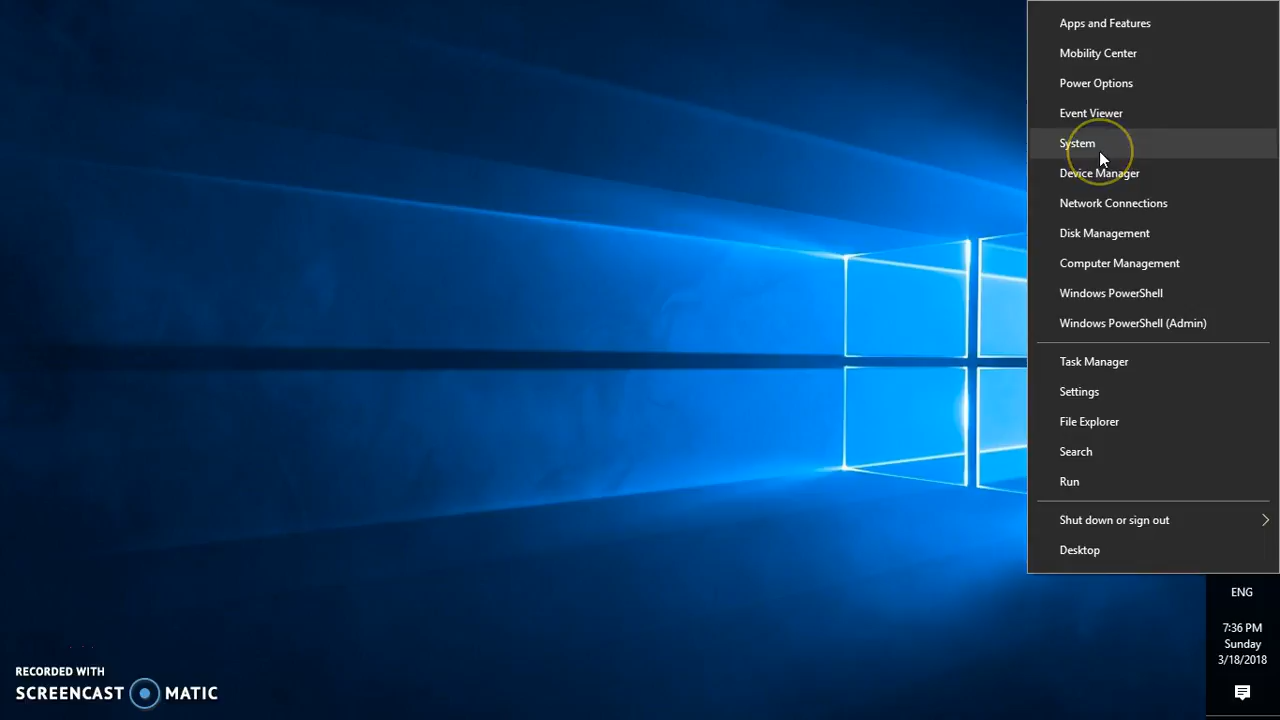 Apps and Features
Mobility Center
Power Options
Event Viewer
System
Device Manager
Network Connections
Disk Management
Computer Management
Windows PowerShell
Windows PowerShell (Admin)
Task Manager
Settings
File Explorer
Search
Run
Shut down or sign out
Desktop
ENG
7:36 PM
Sunday
3/18/2018
RECORDED WITH
SCREENCAST MATIC